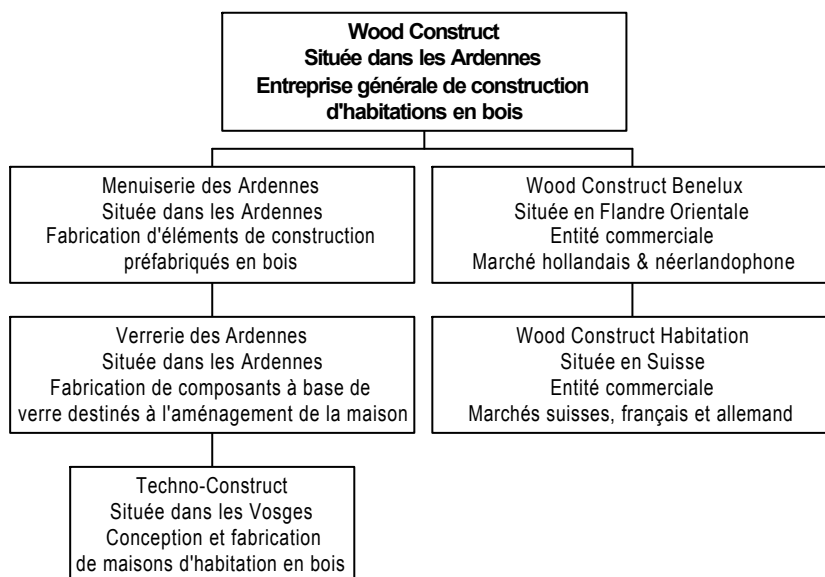 Wood Construct
Située dans les Ardennes
Entreprise générale de construction
d'habitations en bois
Menuiserie des Ardennes
Située dans les Ardennes
Fabrication d'éléments de construction
préfabriqués en bois
Wood Construct Benelux
Située en Flandre Orientale
Entité commerciale
Marché hollandais & néerlandophone
Verrerie des Ardennes
Située dans les Ardennes
Fabrication de composants à base de
verre destinés à l'aménagement de la maison
Wood Construct Habitation
Située en Suisse
Entité commerciale
Marchés suisses, français et allemand
Techno-Construct
Située dans les Vosges
Conception et fabrication
de maisons d'habitation en bois